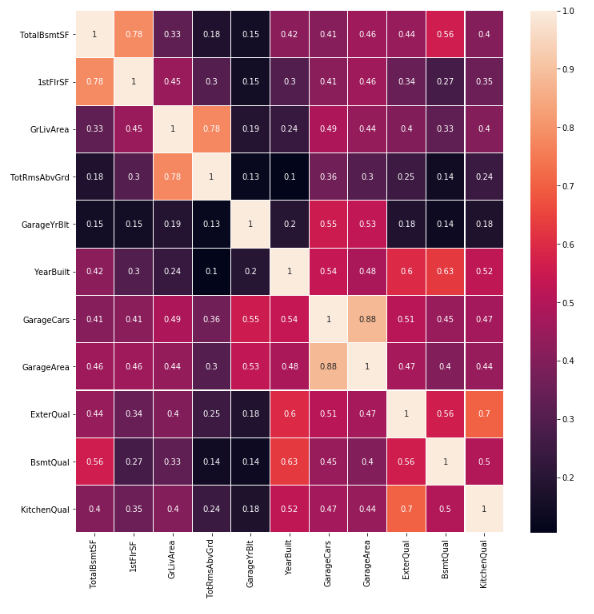 TotalBsmtSF 1 0.78 0.33 0.18 0.15 0.42 0.41 0.46 0.44 0.56 0.4
1stFlrSF 0.78 1 0.45 0.3 0.15 0.3 0.41 0.46 0.34 0.27 0.35
GrLivArea 0.33 0.45 1 0.78 0.19 0.24 0.49 0.44 0.4 0.33 0.4
TotRmsAbvGrd 0.18 0.3 0.78 1 0.13 0.1 0.36 0.3 0.25 0.14 0.24
GarageYrBlt 0.15 0.15 0.19 0.13 1 0.2 0.55 0.53 0.18 0.14 0.18
YearBuilt 0.42 0.3 0.24 0.1 0.2 1 0.54 0.48 0.6 0.63 0.52
GarageCars 0.41 0.41 0.49 0.36 0.55 0.54 1 0.88 0.51 0.45 0.47
GarageArea 0.46 0.46 0.44 0.3 0.53 0.48 0.88 1 0.47 0.4 0.44
ExterQual 0.44 0.34 0.4 0.25 0.18 0.6 0.51 0.47 1 0.56 0.7
BsmtQual 0.56 0.27 0.33 0.14 0.14 0.63 0.45 0.4 0.56 1 0.5
KitchenQual 0.4 0.35 0.4 0.24 0.18 0.52 0.47 0.44 0.7 0.5 1
TotalBsmtSF
1stFlrSF
GrLivArea
TotRmsAbvGrd
GarageYrBlt
YearBuilt
GarageCars
GarageArea
ExterQual
BsmtQual
KitchenQual
1.0
0.9
0.8
0.7
0.6
0.5
0.4
0.3
0.2